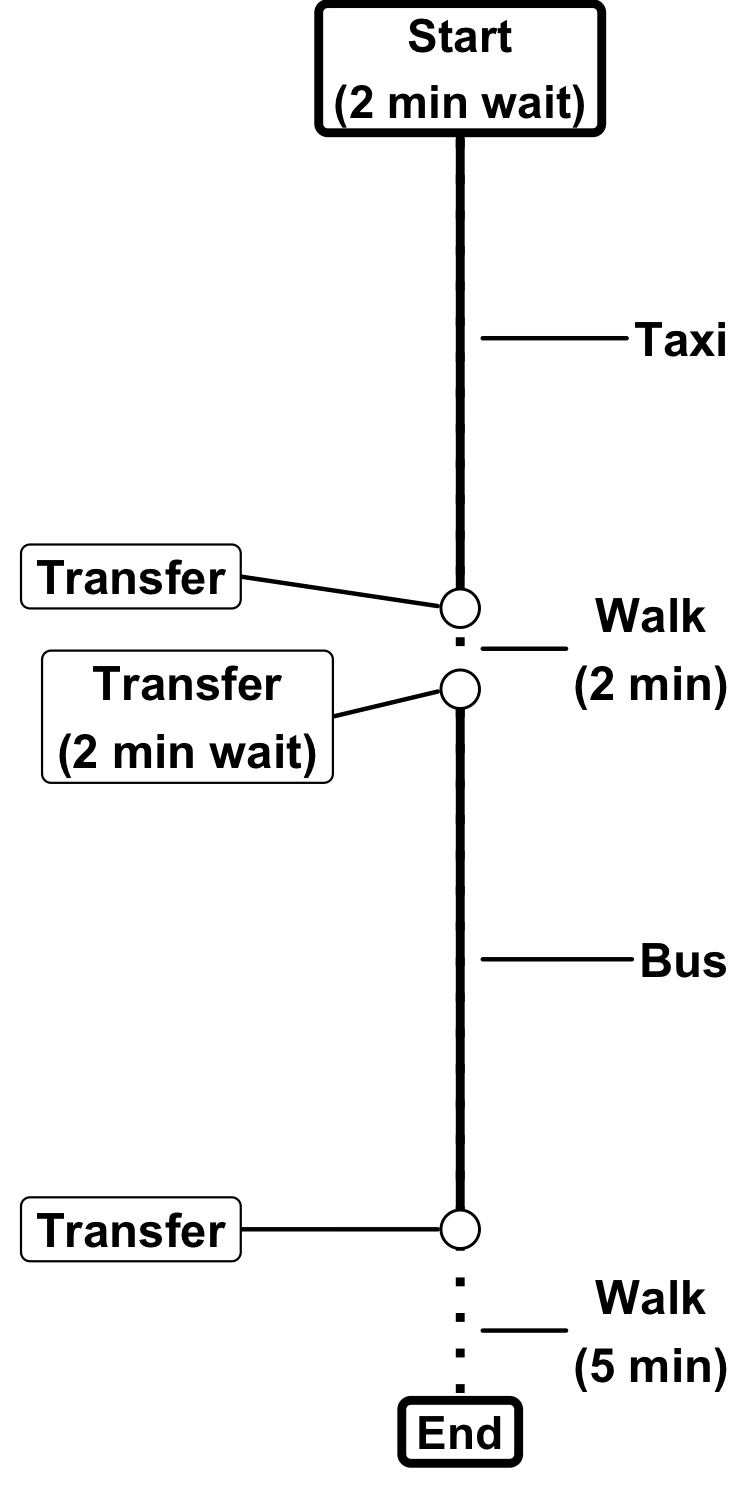 Start
(2 min wait)
Taxi
Transfer
Walk
(2 min)
Transfer
(2 min wait)
Bus
Transfer
Walk
(5 min)
End